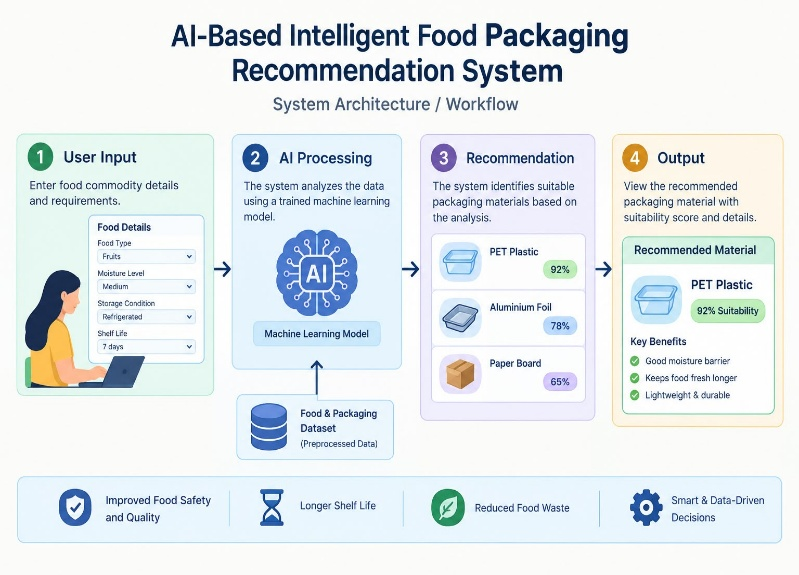 AI-Based Intelligent Food Packaging
Recommendation System
System Architecture / Workflow
1 User Input
Enter food commodity details
and requirements.
Food Details
Food Type
Fruits
Moisture Level
Medium
Storage Condition
Refrigerated
Shelf Life
7 days
2 AI Processing
The system analyzes the data
using a trained machine learning
model.
AI
Machine Learning Model
Food & Packaging
Dataset
(Preprocessed Data)
3 Recommendation
The system identifies suitable
packaging materials based on
the analysis.
PET Plastic
92%
Aluminium Foil
78%
Paper Board
65%
4 Output
View the recommended
packaging material with
suitability score and details.
Recommended Material
PET Plastic
92% Suitability
Key Benefits
Good moisture barrier
Keeps food fresh longer
Lightweight & durable
Improved Food Safety
and Quality
Longer Shelf Life
Reduced Food Waste
Smart & Data-Driven
Decisions